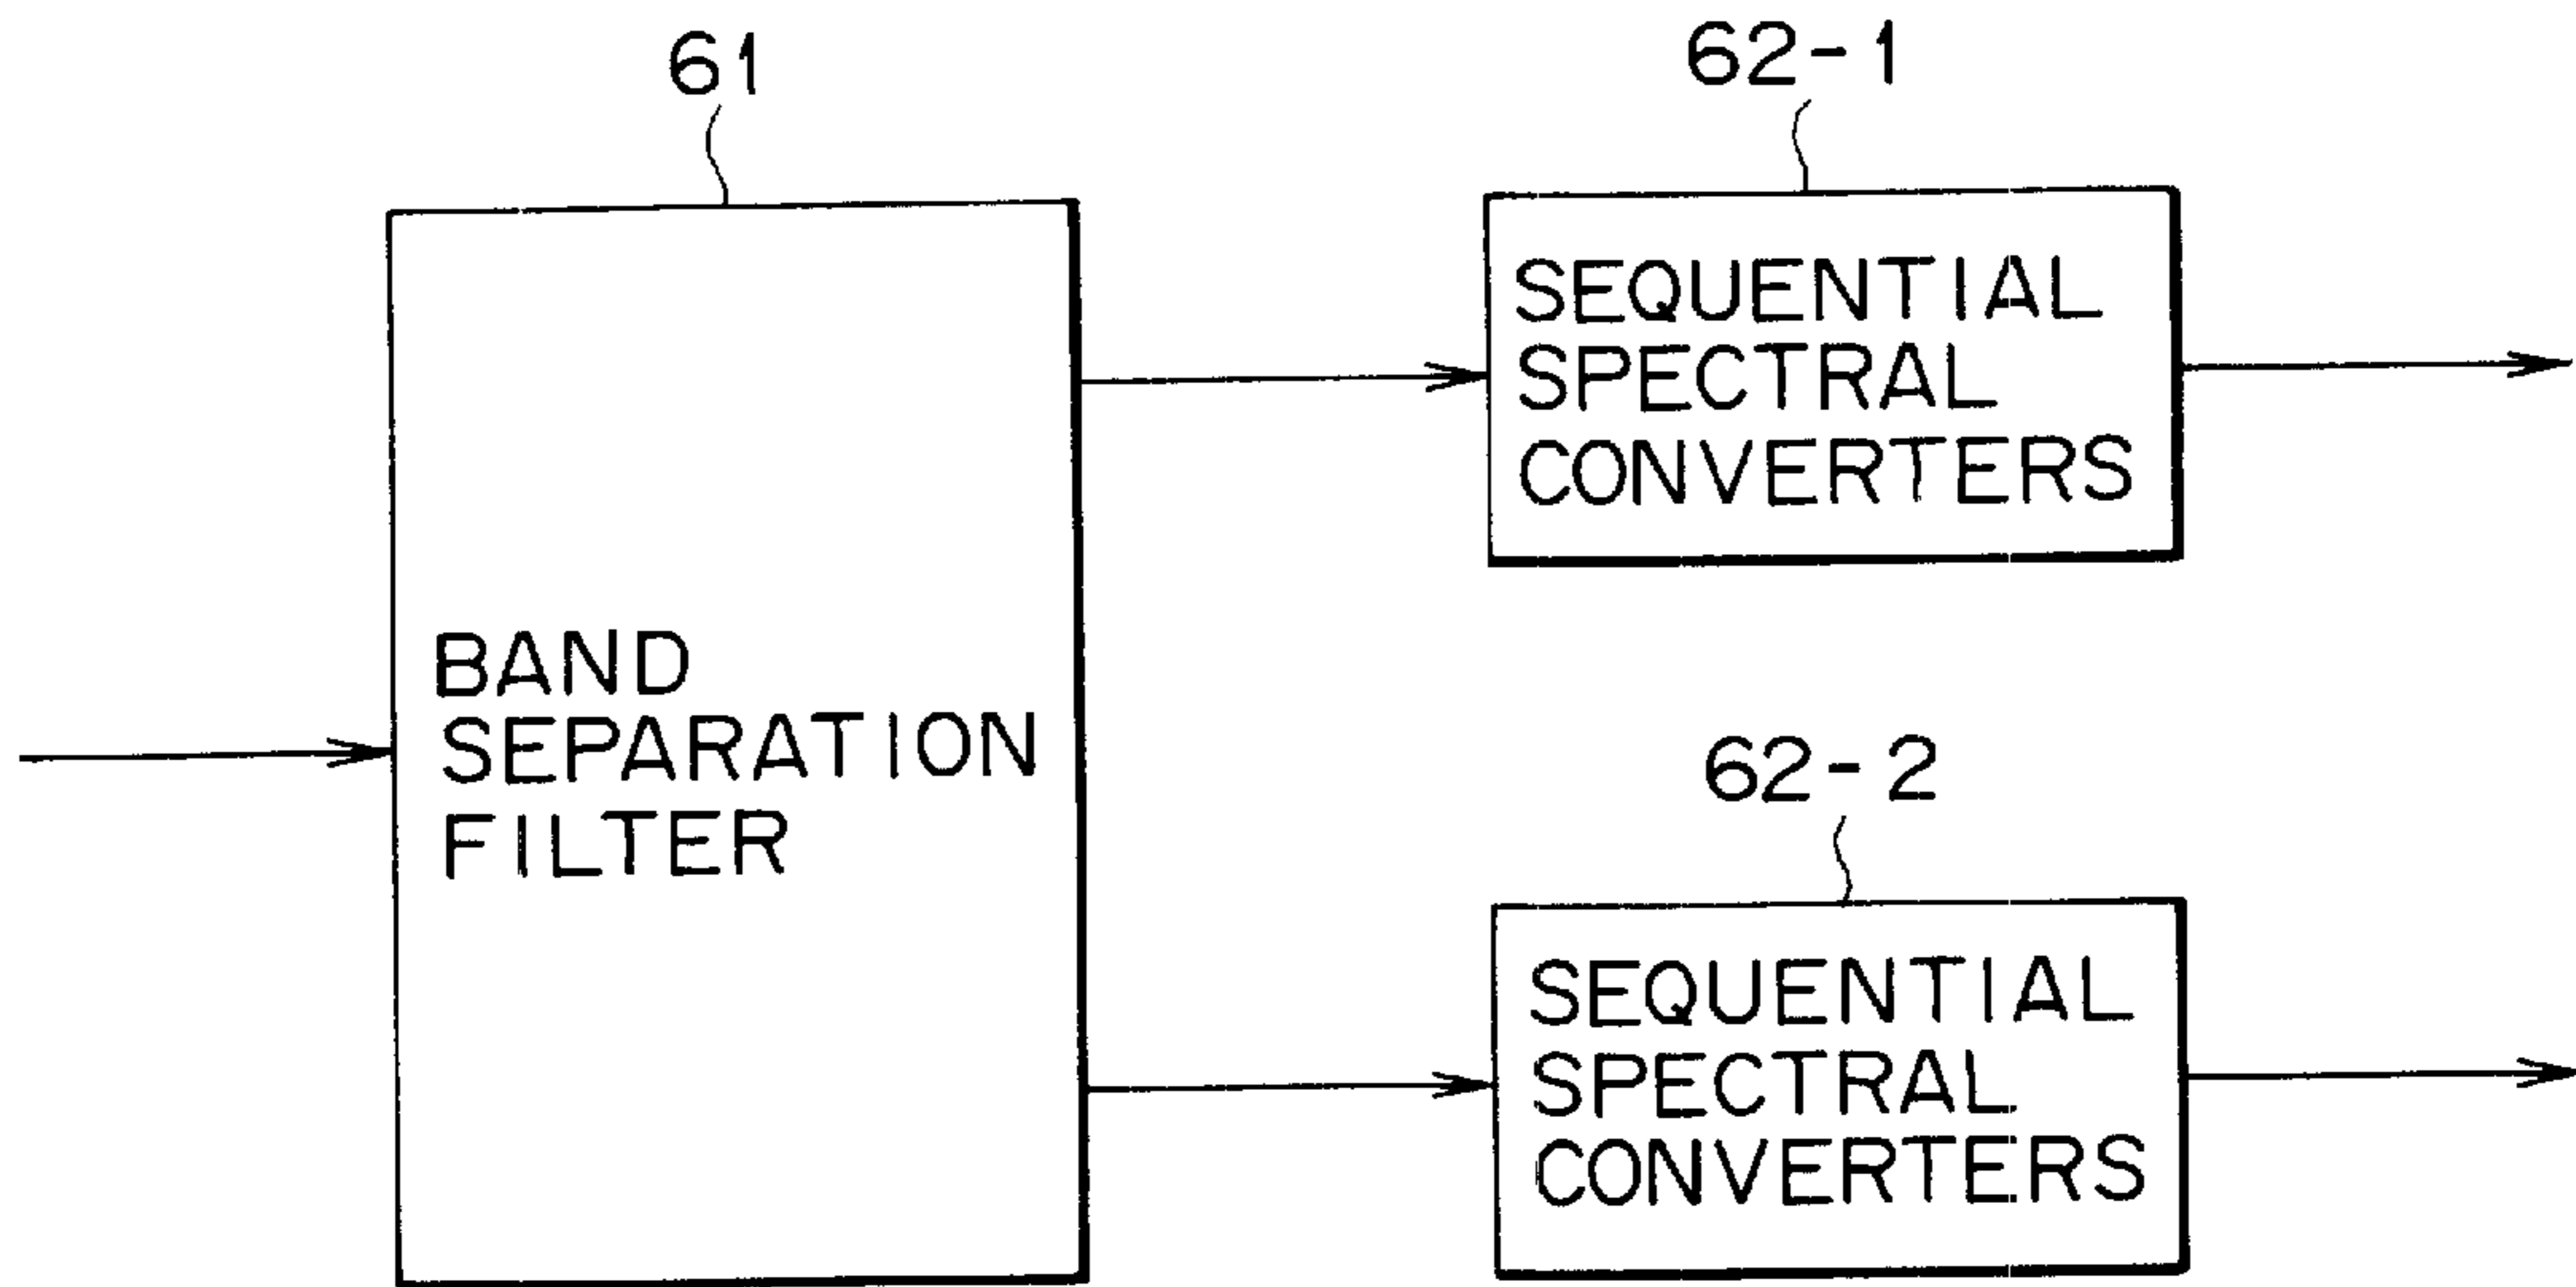 61
BAND
SEPARATION
FILTER
62-1
SEQUENTIAL
SPECTRAL
CONVERTERS
62-2
SEQUENTIAL
SPECTRAL
CONVERTERS